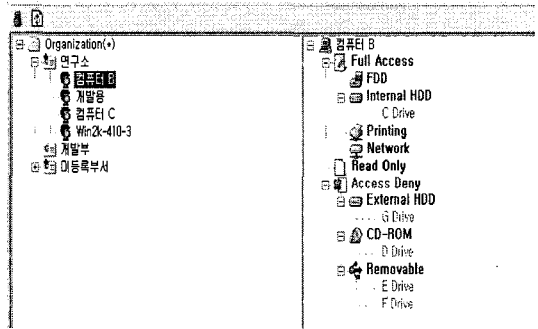 Organization(+)
연구소
컴퓨터 B
개발용
컴퓨터 C
Win2k-410-3
개발부
미등록부서
컴퓨터 B
Full Access
FDD
Internal HDD
C Drive
Printing
Network
Read Only
Access Deny
External HDD
G Drive
CD-ROM
D Drive
Removable
E Drive
F Drive